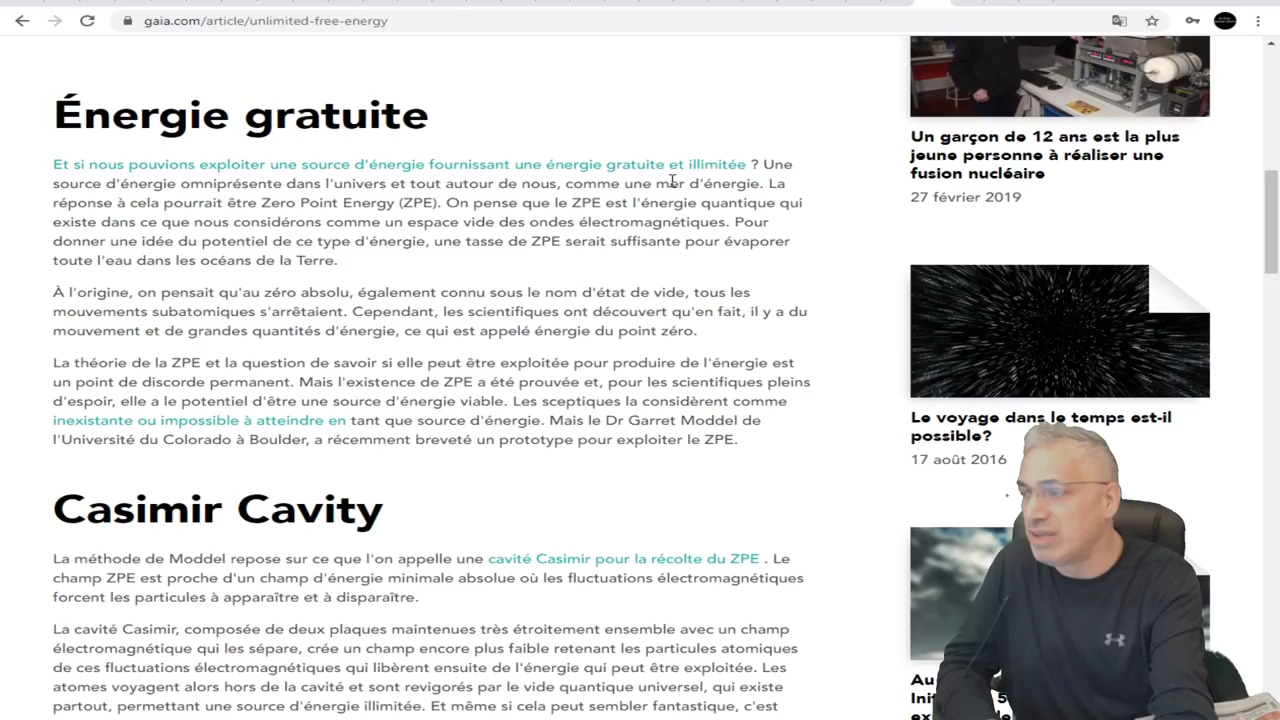 gaia.com/article/unlimited-free-energy
Énergie gratuite
Et si nous pouvions exploiter une source d'énergie fournissant une énergie gratuite et illimitée ? Une
source d'énergie omniprésente dans l'univers et tout autour de nous, comme une mer d'énergie. La
réponse à cela pourrait être Zero Point Energy (ZPE). On pense que le ZPE est l'énergie quantique qui
existe dans ce que nous considérons comme un espace vide des ondes électromagnétiques. Pour
donner une idée du potentiel de ce type d'énergie, une tasse de ZPE serait suffisante pour évaporer
toute l'eau dans les océans de la Terre.
À l'origine, on pensait qu'au zéro absolu, également connu sous le nom d'état de vide, tous les
mouvements subatomiques s'arrêtaient. Cependant, les scientifiques ont découvert qu'en fait, il y a du
mouvement et de grandes quantités d'énergie, ce qui est appelé énergie du point zéro.
La théorie de la ZPE et la question de savoir si elle peut être exploitée pour produire de l'énergie est
un point de discorde permanent. Mais l'existence de ZPE a été prouvée et, pour les scientifiques pleins
d'espoir, elle a le potentiel d'être une source d'énergie viable. Les sceptiques la considèrent comme
inexistante ou impossible à atteindre en tant que source d'énergie. Mais le Dr Garret Moddel de
l'Université du Colorado à Boulder, a récemment breveté un prototype pour exploiter le ZPE.
Casimir Cavity
La méthode de Moddel repose sur ce que l'on appelle une cavité Casimir pour la récolte du ZPE . Le
champ ZPE est proche d'un champ d'énergie minimale absolue où les fluctuations électromagnétiques
forcent les particules à apparaître et à disparaître.
La cavité Casimir, composée de deux plaques maintenues très étroitement ensemble avec un champ
électromagnétique qui les sépare, crée un champ encore plus faible retenant les particules atomiques
de ces fluctuations électromagnétiques qui libèrent ensuite de l'énergie qui peut être exploitée. Les
atomes voyagent alors hors de la cavité et sont revigorés par le vide quantique universel, qui existe
partout, permettant une source d'énergie illimitée. Et même si cela peut sembler fantastique, c'est
Un garçon de 12 ans est la plus
jeune personne à réaliser une
fusion nucléaire
27 février 2019
Le voyage dans le temps est-il
possible?
17 août 2016
Au
Init